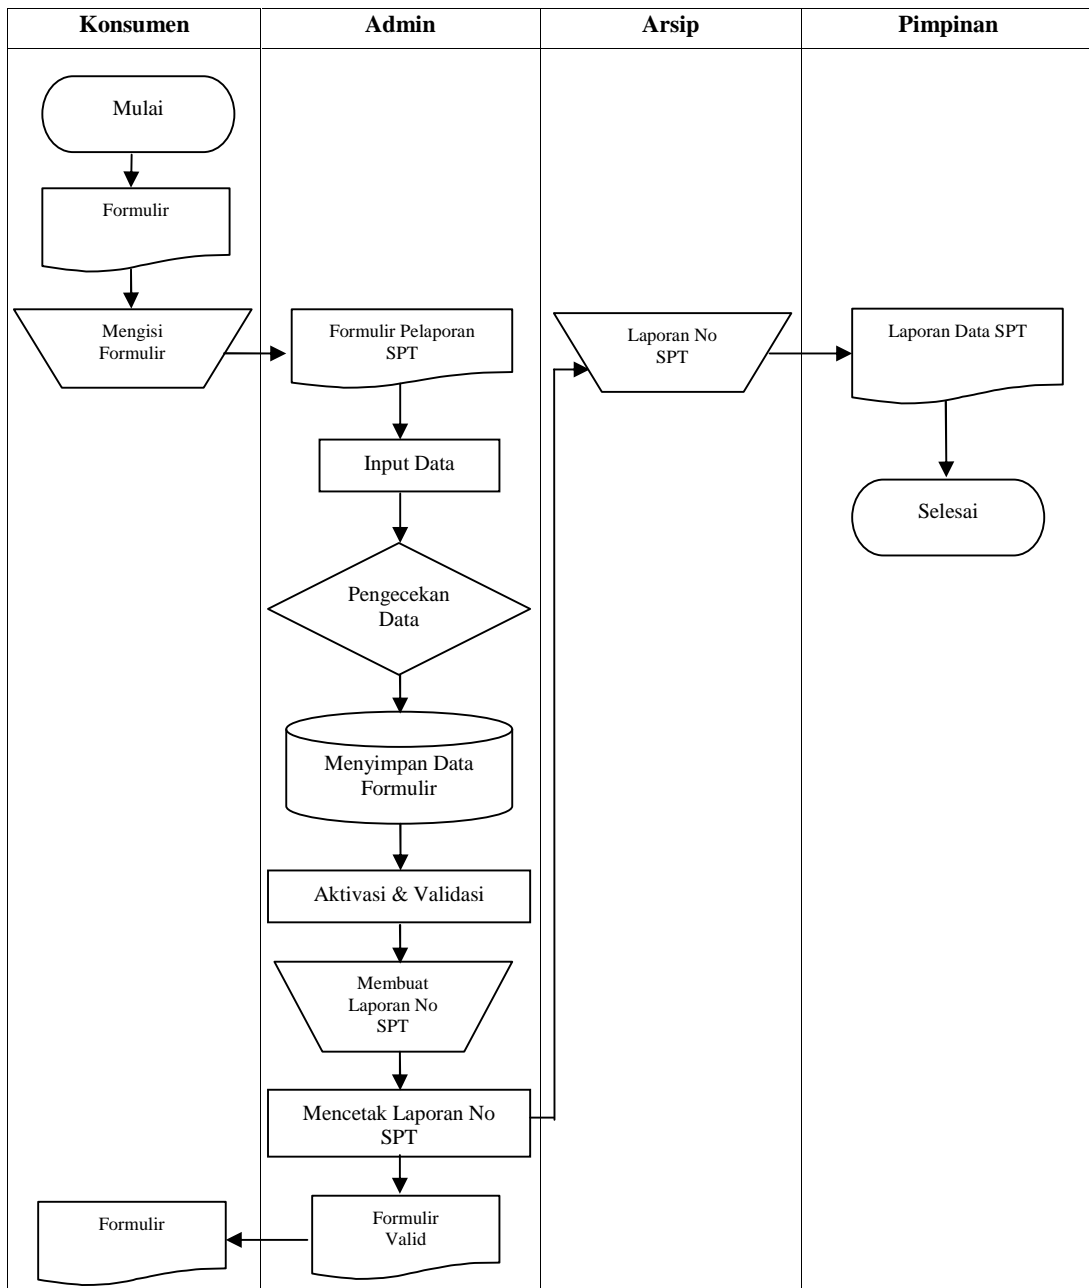 Konsumen
Admin
Arsip
Pimpinan
Mulai
Formulir
Mengisi
Formulir
Formulir Pelaporan
SPT
Input Data
Pengecekan
Data
Menyimpan Data
Formulir
Aktivasi & Validasi
Membuat
Laporan No
SPT
Mencetak Laporan No
SPT
Formulir
Valid
Formulir
Laporan No
SPT
Laporan Data SPT
Selesai